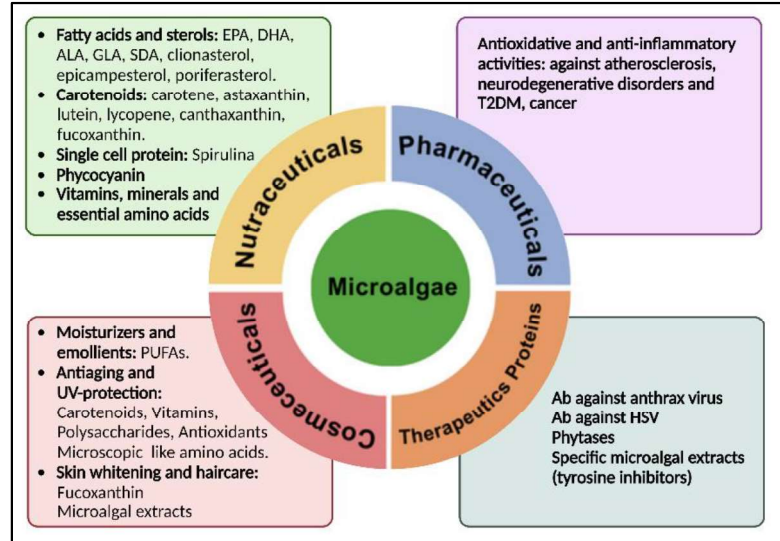 • Fatty acids and sterols: EPA, DHA,
ALA, GLA, SDA, clionasterol,
epicampesterol, poriferasterol.
• Carotenoids: carotene, astaxanthin,
lutein, lycopene, canthaxanthin,
fucoxanthin.
• Single cell protein: Spirulina
• Phycocyanin
• Vitamins, minerals and
essential amino acids
Antioxidative and anti-inflammatory
activities: against atherosclerosis,
neurodegenerative disorders and
T2DM, cancer
Nutraceuticals
Pharmaceuticals
Microalgae
Cosmeceuticals
Therapeutics Proteins
• Moisturizers and
emollients: PUFAs.
• Antiaging and
UV-protection:
Carotenoids, Vitamins,
Polysaccharides, Antioxidants
Microscopic like amino acids.
• Skin whitening and haircare:
Fucoxanthin
Microalgal extracts
Ab against anthrax virus
Ab against HSV
Phytases
Specific microalgal extracts
(tyrosine inhibitors)